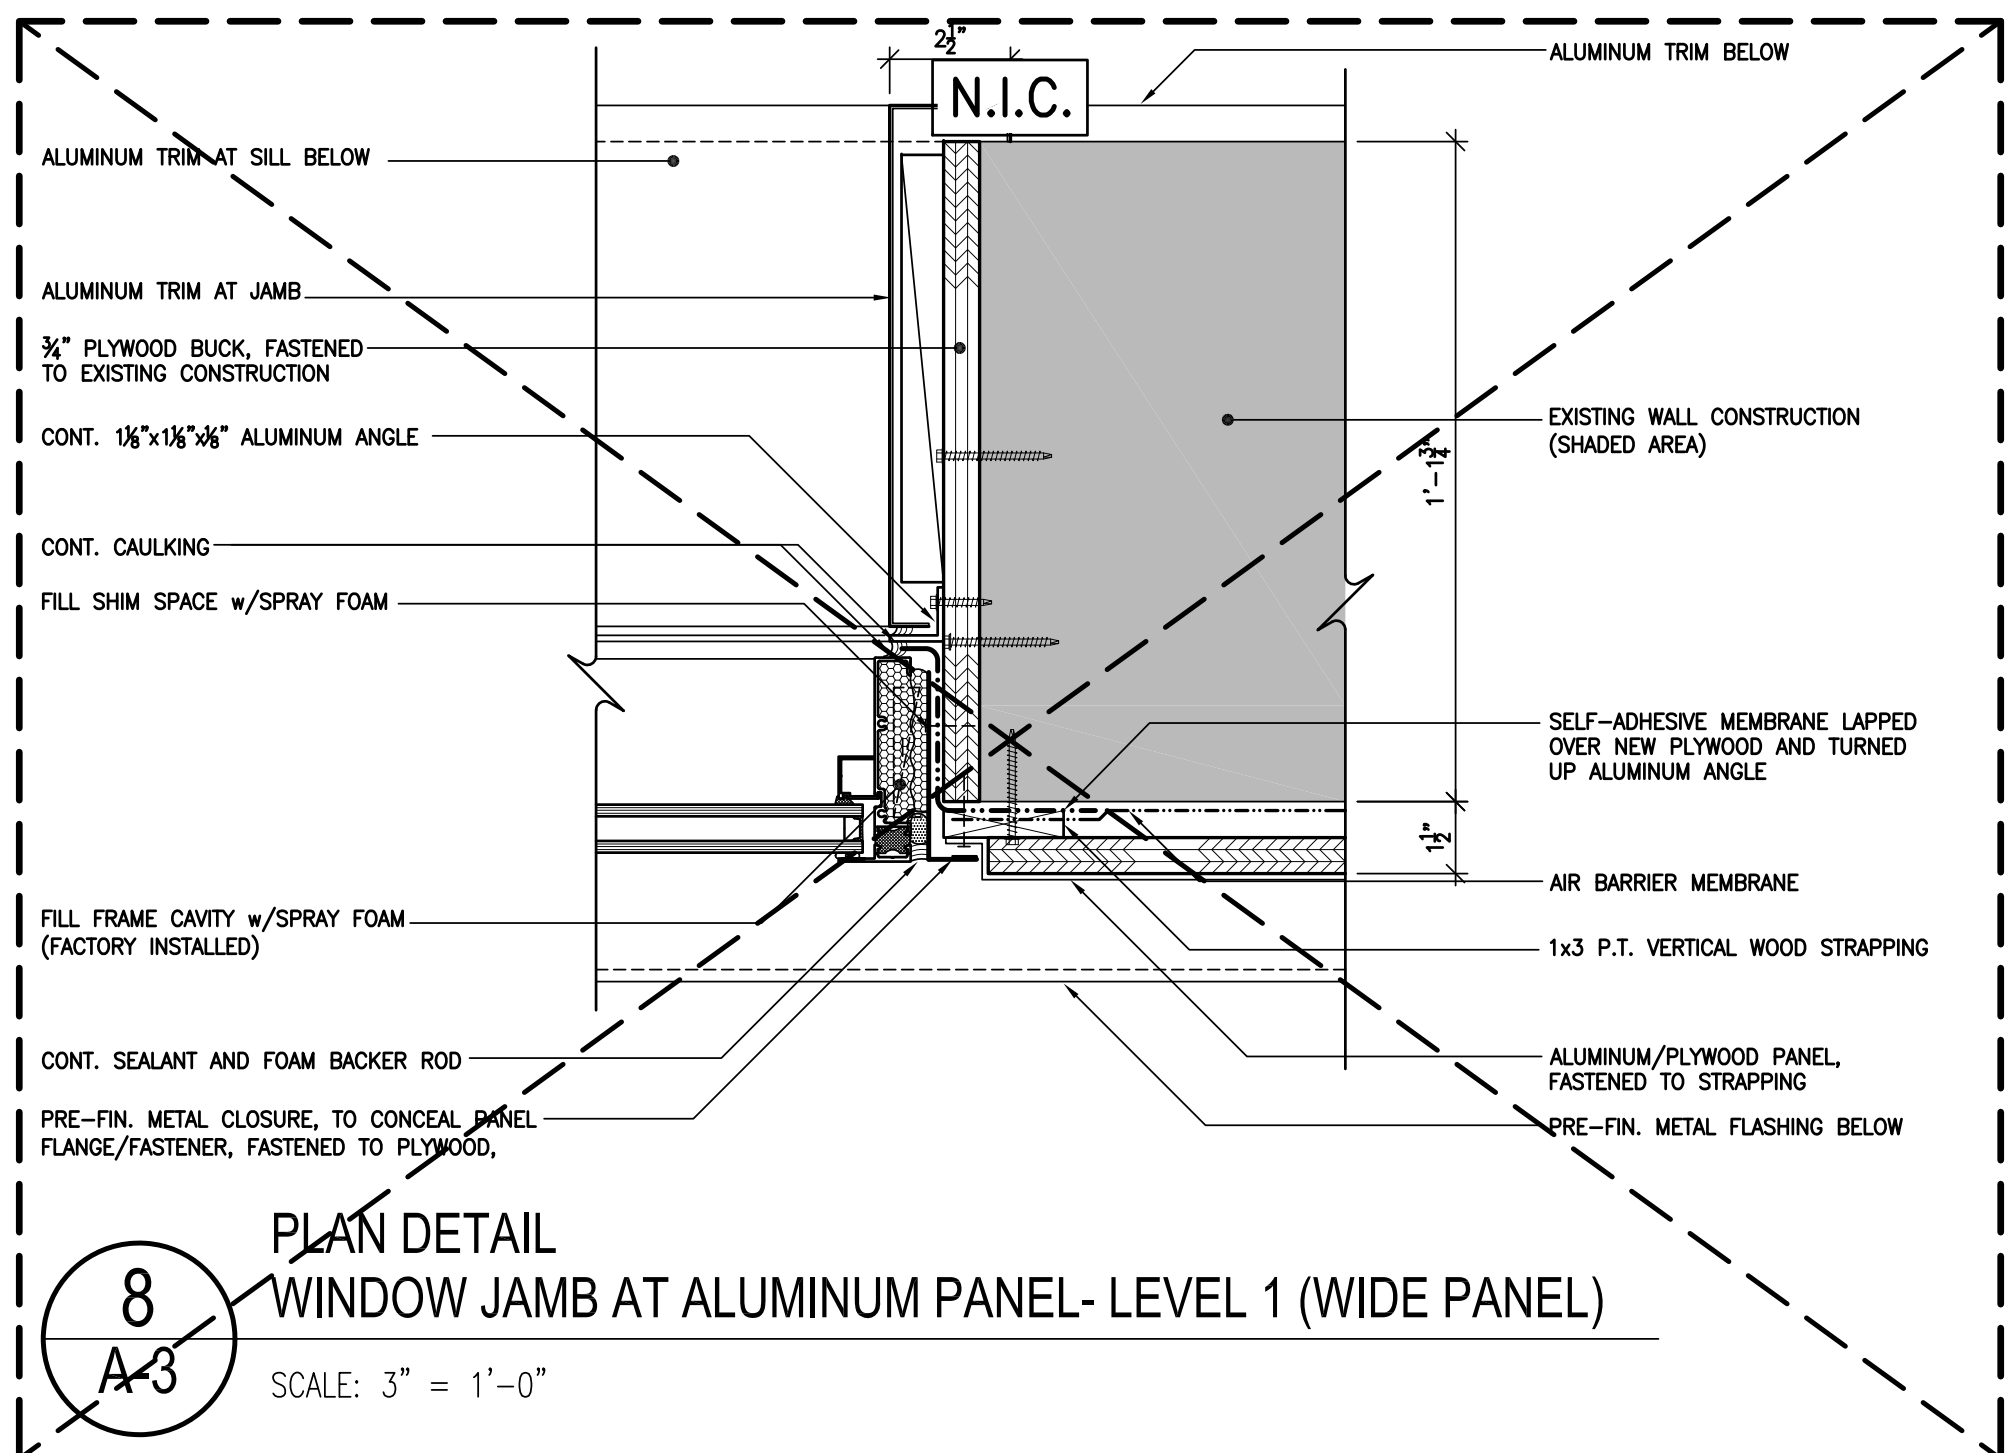 2½"
N.I.C.
ALUMINUM TRIM BELOW
ALUMINUM TRIM AT SILL BELOW
ALUMINUM TRIM AT JAMB
¾" PLYWOOD BUCK, FASTENED
TO EXISTING CONSTRUCTION
CONT. 1⅛"x1⅛"x⅛" ALUMINUM ANGLE
CONT. CAULKING
FILL SHIM SPACE w/SPRAY FOAM
FILL FRAME CAVITY w/SPRAY FOAM
(FACTORY INSTALLED)
CONT. SEALANT AND FOAM BACKER ROD
PRE-FIN. METAL CLOSURE, TO CONCEAL PANEL
FLANGE/FASTENER, FASTENED TO PLYWOOD,
EXISTING WALL CONSTRUCTION
(SHADED AREA)
1'-1¾"
SELF-ADHESIVE MEMBRANE LAPPED
OVER NEW PLYWOOD AND TURNED
UP ALUMINUM ANGLE
1½"
AIR BARRIER MEMBRANE
1x3 P.T. VERTICAL WOOD STRAPPING
ALUMINUM/PLYWOOD PANEL,
FASTENED TO STRAPPING
PRE-FIN. METAL FLASHING BELOW
8
A-3
PLAN DETAIL
WINDOW JAMB AT ALUMINUM PANEL- LEVEL 1 (WIDE PANEL)
SCALE: 3" = 1'-0"